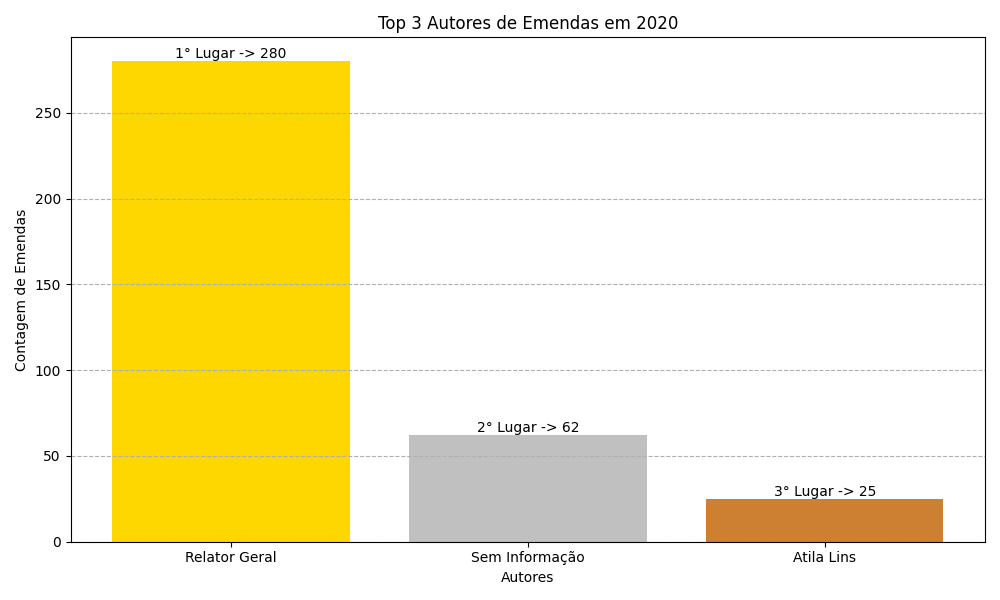 Top 3 Autores de Emendas em 2020
Contagem de Emendas
250
200
150
100
50
0
1° Lugar -> 280
2° Lugar -> 62
3° Lugar -> 25
Relator Geral
Sem Informação
Atila Lins
Autores